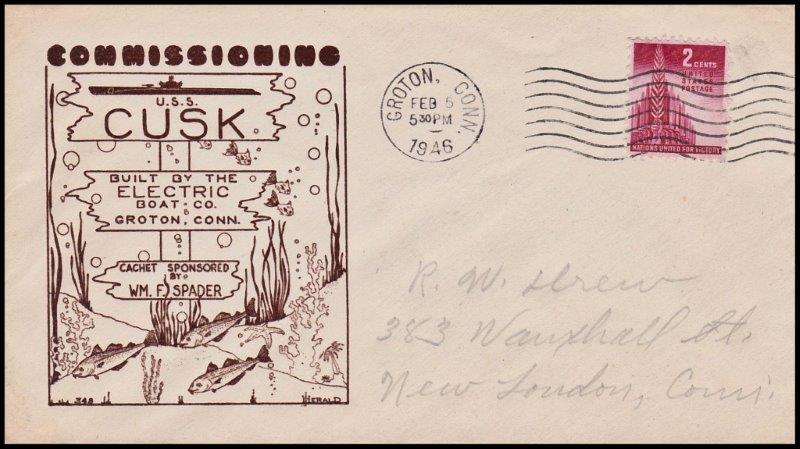 COMMISSIONING
U.S.S.
CUSK
BUILT BY THE
ELECTRIC
BOAT CO.
GROTON, CONN.
CACHET SPONSORED
BY
WM. F. SPADER
348
HERALD
GROTON, CONN.
FEB 5
5 30 PM
1946
2 CENTS
UNITED
STATES
POSTAGE
NATIONS UNITED FOR VICTORY
R. W. Drew
383 Vauxhall St.
New London, Conn.